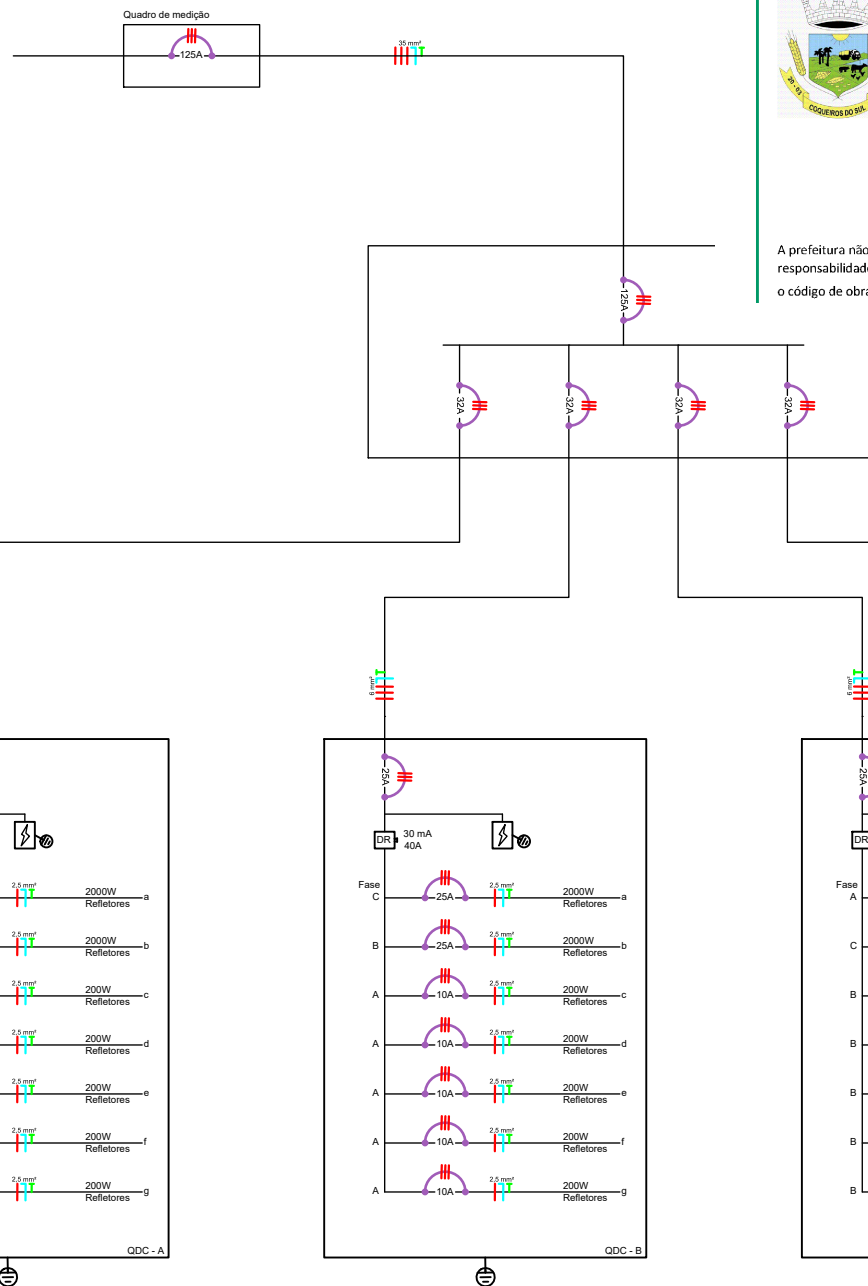 Quadro de medição
125A
35 mm²
20 - 03
COQUEIROS DO SUL
A prefeitura não
responsabilidade
o código de obra
125A
32A
32A
32A
32A
6 mm²
6 mm²
25A
25A
DR
30 mA
40A
DR
2,5 mm²
2000W
Refletores
a
2,5 mm²
2000W
Refletores
b
2,5 mm²
200W
Refletores
c
2,5 mm²
200W
Refletores
d
2,5 mm²
200W
Refletores
e
2,5 mm²
200W
Refletores
f
2,5 mm²
200W
Refletores
g
QDC - A
Fase
C
25A
2,5 mm²
2000W
Refletores
a
B
25A
2,5 mm²
2000W
Refletores
b
A
10A
2,5 mm²
200W
Refletores
c
A
10A
2,5 mm²
200W
Refletores
d
A
10A
2,5 mm²
200W
Refletores
e
A
10A
2,5 mm²
200W
Refletores
f
A
10A
2,5 mm²
200W
Refletores
g
QDC - B
Fase
A
C
B
B
B
B
B